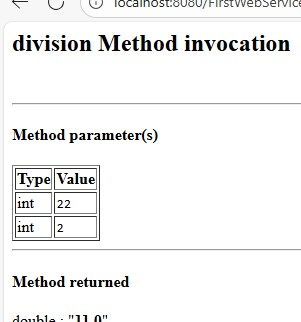 localhost:8080/FirstWebService
division Method invocation
Method parameter(s)
Type Value
int 22
int 2
Method returned
double : "11.0"